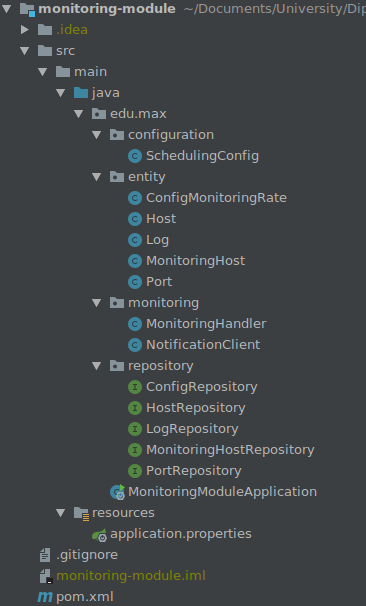 monitoring-module ~/Documents/University/Dip
.idea
src
main
java
edu.max
configuration
C SchedulingConfig
entity
C ConfigMonitoringRate
C Host
C Log
C MonitoringHost
C Port
monitoring
C MonitoringHandler
C NotificationClient
repository
I ConfigRepository
I HostRepository
I LogRepository
I MonitoringHostRepository
I PortRepository
C MonitoringModuleApplication
resources
application.properties
.gitignore
monitoring-module.iml
m pom.xml